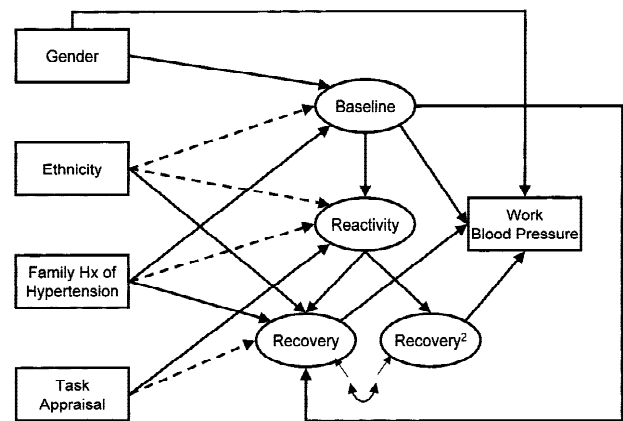 Gender
Baseline
Ethnicity
Reactivity
Work
Blood Pressure
Family Hx of
Hypertension
Recovery
Recovery²
Task
Appraisal